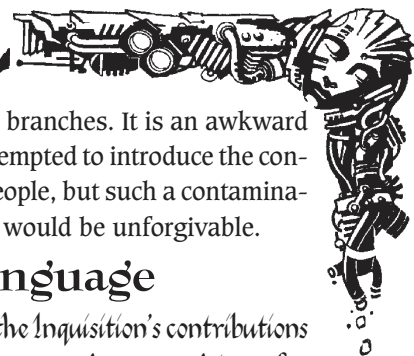 branches. It is an awkward
empted to introduce the con-
eople, but such a contamina-
would be unforgivable.
nguage
the Inquisition's contributions